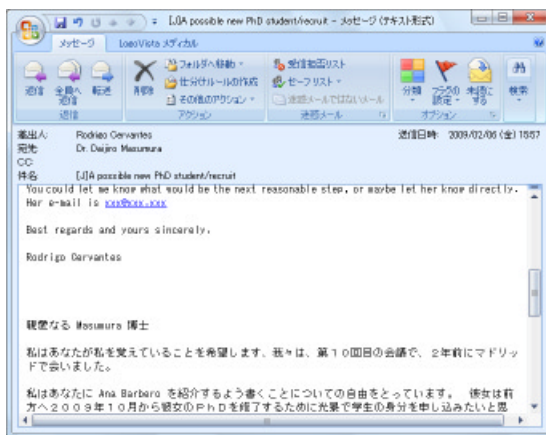 [J]A possible new PhD student/recruit - メッセージ (テキスト形式)
メッセージ LogoVista メディカル
返信 全員へ返信 転送 削除 フォルダへ移動 仕分けルールの作成 その他のアクション 受信拒否リスト セーフ リスト 迷惑メールではないメール 分類 フラグの設定 未読にする 検索
返信 アクション 迷惑メール オプション
差出人: Rodrigo Cervantes 送信日時: 2009/02/06 (金) 15:57
宛先: Dr. Daijiro Masumura
CC:
件名: [J]A possible new PhD student/recruit
You could let me know what would be the next reasonable step, or maybe let her know directly.
Her e-mail is xxx@xxx.xxx
Best regards and yours sincerely,
Rodrigo Cervantes
親愛なる Masumura 博士
私はあなたが私を覚えていることを希望します、我々は、第10回目の会議で、2年前にマドリッ
ドで会いました。
私はあなたに Ana Barbero を紹介するよう書くことについての自由をとっています。 彼女は前
方へ2009年10月から彼女のPhDを修了するために光栄で学生の身分を申し込みたいと思